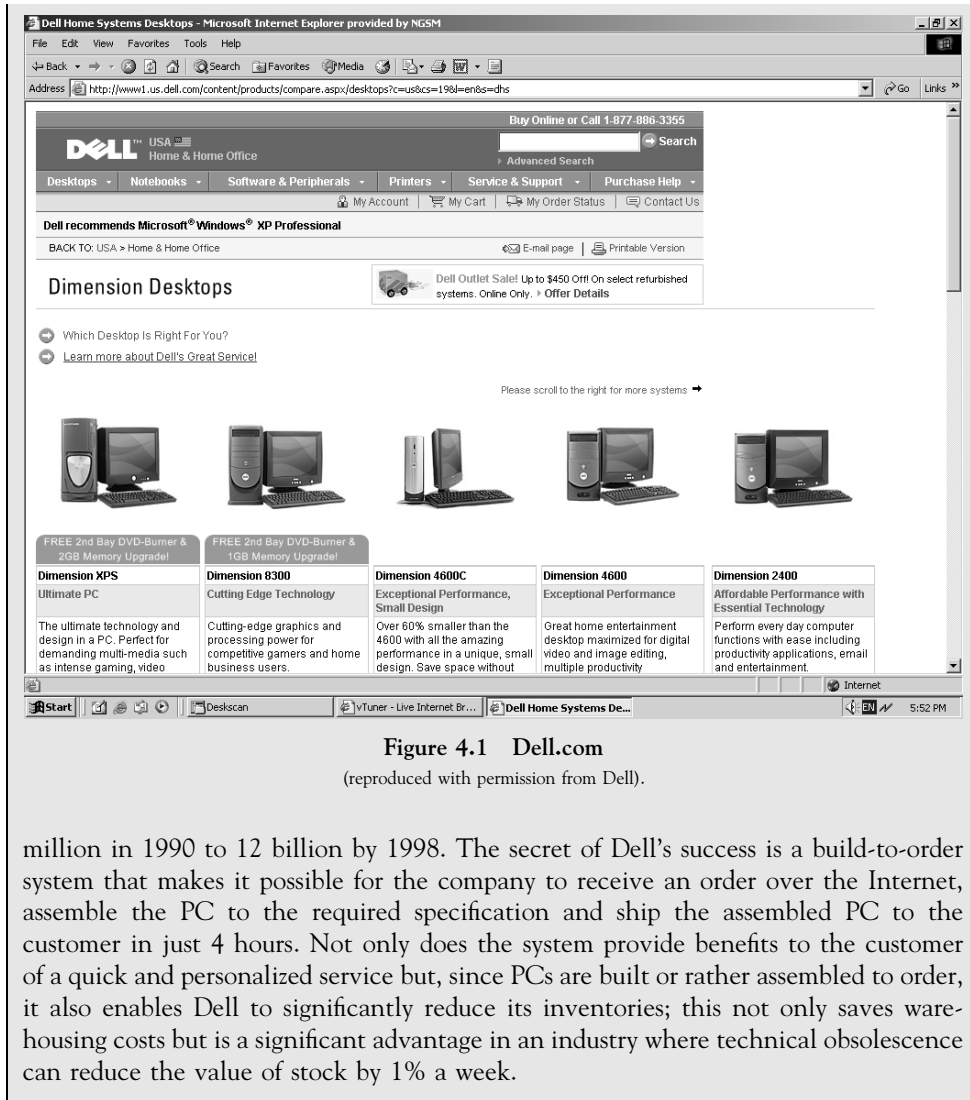 Dell Home Systems Desktops - Microsoft Internet Explorer provided by NGSM
File Edit View Favorites Tools Help
Back Search Favorites Media
Address http://www1.us.dell.com/content/products/compare.aspx/desktops?c=us&cs=19&l=en&s=dhs Go Links »
Buy Online or Call 1-877-886-3355
DELL™ USA Search
Home & Home Office
Advanced Search
Desktops Notebooks Software & Peripherals Printers Service & Support Purchase Help
My Account | My Cart | My Order Status | Contact Us
Dell recommends Microsoft® Windows® XP Professional
BACK TO: USA > Home & Home Office E-mail page | Printable Version
Dimension Desktops
Dell Outlet Sale! Up to $450 Off! On select refurbished
systems. Online Only. Offer Details
Which Desktop Is Right For You?
Learn more about Dell's Great Service!
Please scroll to the right for more systems
FREE 2nd Bay DVD-Burner &
2GB Memory Upgrade!
FREE 2nd Bay DVD-Burner &
1GB Memory Upgrade!
Dimension XPS
Ultimate PC
The ultimate technology and
design in a PC. Perfect for
demanding multi-media such
as intense gaming, video
Dimension 8300
Cutting Edge Technology
Cutting-edge graphics and
processing power for
competitive gamers and home
business users.
Dimension 4600C
Exceptional Performance,
Small Design
Over 60% smaller than the
4600 with all the amazing
performance in a unique, small
design. Save space without
Dimension 4600
Exceptional Performance
Great home entertainment
desktop maximized for digital
video and image editing,
multiple productivity
Dimension 2400
Affordable Performance with
Essential Technology
Perform every day computer
functions with ease including
productivity applications, email
and entertainment.
Internet
Start Deskscan vTuner - Live Internet Br... Dell Home Systems De... EN 5:52 PM
Figure 4.1 Dell.com
(reproduced with permission from Dell).
million in 1990 to 12 billion by 1998. The secret of Dell's success is a build-to-order
system that makes it possible for the company to receive an order over the Internet,
assemble the PC to the required specification and ship the assembled PC to the
customer in just 4 hours. Not only does the system provide benefits to the customer
of a quick and personalized service but, since PCs are built or rather assembled to order,
it also enables Dell to significantly reduce its inventories; this not only saves ware-
housing costs but is a significant advantage in an industry where technical obsolescence
can reduce the value of stock by 1% a week.